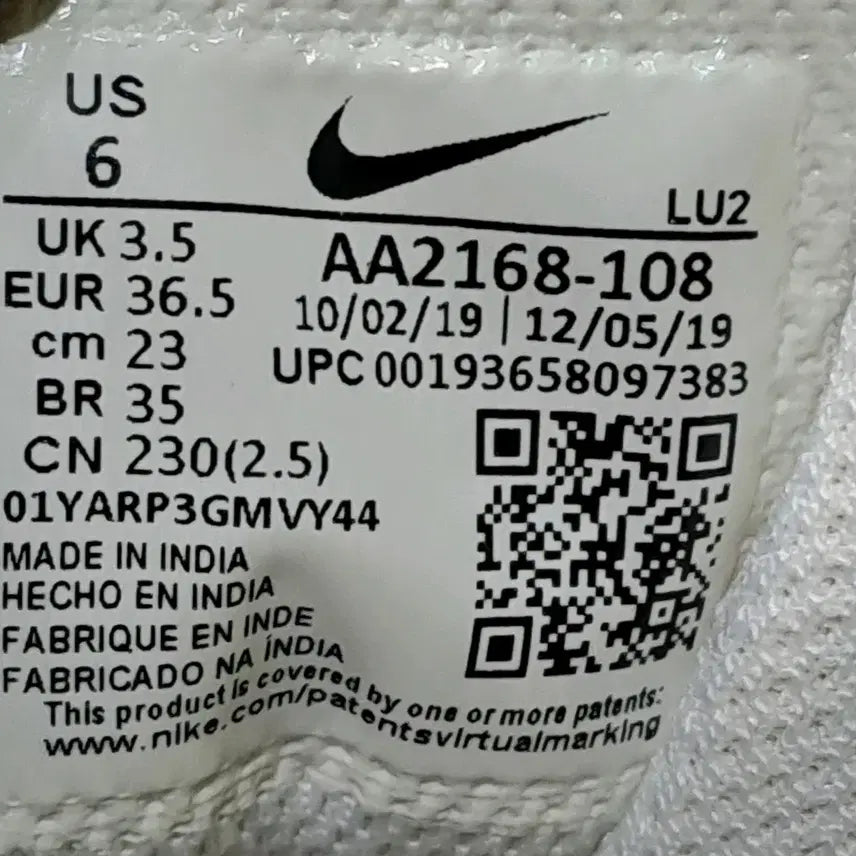 US
6
LU2
UK 3.5
EUR 36.5
cm 23
BR 35
CN 230(2.5)
AA2168-108
10/02/19 | 12/05/19
UPC 00193658097383
01YARP3GMVY44
MADE IN INDIA
HECHO EN INDIA
FABRIQUE EN INDE
FABRICADO NA ÍNDIA
This product is covered by one or more patents:
www.nike.com/patentsvirtualmarking